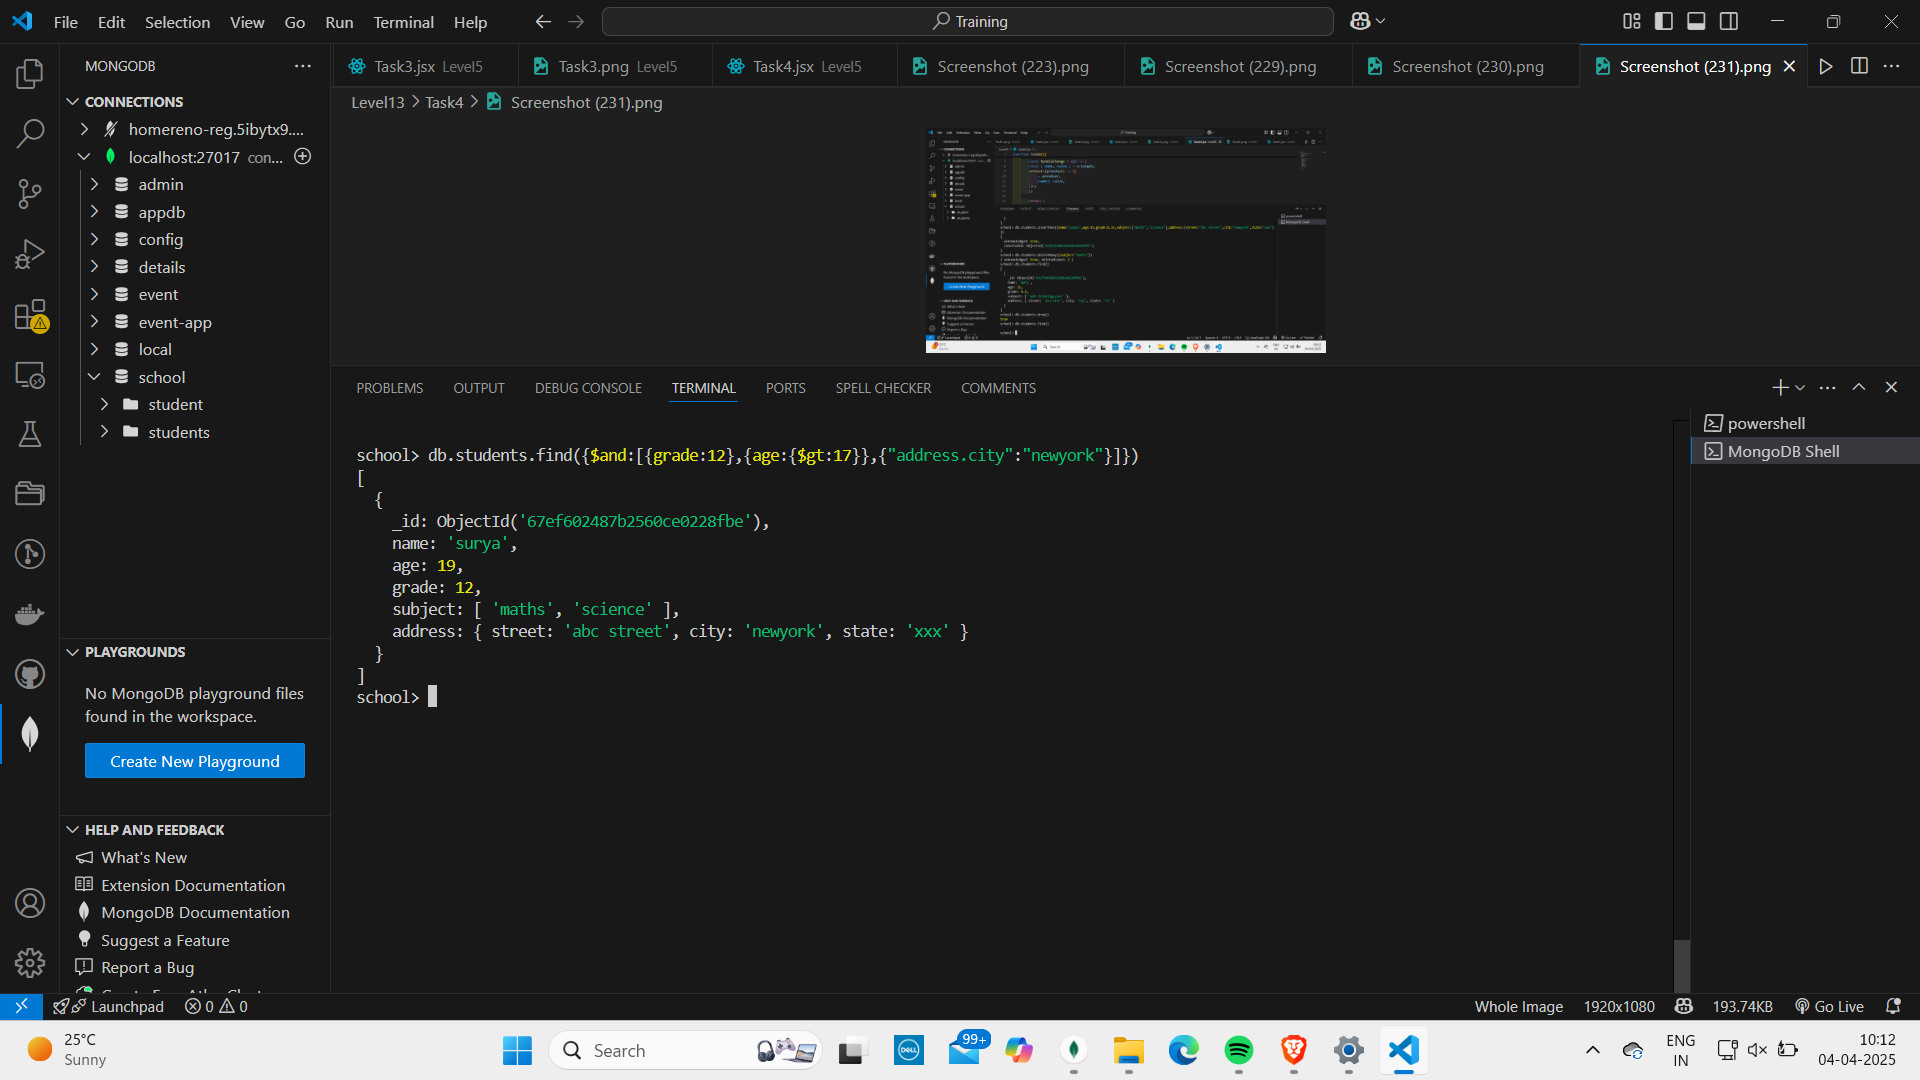 File Edit Selection View Go Run Terminal Help
Training
MONGODB
Task3.jsx Level5
Task3.png Level5
Task4.jsx Level5
Screenshot (223).png
Screenshot (229).png
Screenshot (230).png
Screenshot (231).png
Level13 > Task4 > Screenshot (231).png
CONNECTIONS
homereno-reg.5ibytx9....
localhost:27017 con...
admin
appdb
config
details
event
event-app
local
school
student
students
PLAYGROUNDS
No MongoDB playground files
found in the workspace.
Create New Playground
HELP AND FEEDBACK
What's New
Extension Documentation
MongoDB Documentation
Suggest a Feature
Report a Bug
PROBLEMS OUTPUT DEBUG CONSOLE TERMINAL PORTS SPELL CHECKER COMMENTS
powershell
MongoDB Shell
school> db.students.find({$and:[{grade:12},{age:{$gt:17}},{"address.city":"newyork"}]})
[
{
_id: ObjectId('67ef602487b2560ce0228fbe'),
name: 'surya',
age: 19,
grade: 12,
subject: [ 'maths', 'science' ],
address: { street: 'abc street', city: 'newyork', state: 'xxx' }
}
]
school>
Launchpad 0 0
Whole Image 1920x1080 193.74KB Go Live
25°C
Sunny
Search
DELL
99+
ENG
IN
10:12
04-04-2025